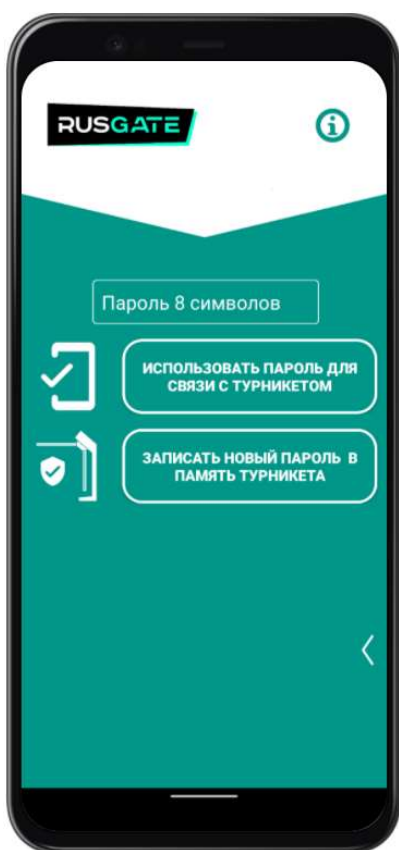 RUSGATE
Пароль 8 символов
ИСПОЛЬЗОВАТЬ ПАРОЛЬ ДЛЯ
СВЯЗИ С ТУРНИКЕТОМ
ЗАПИСАТЬ НОВЫЙ ПАРОЛЬ В
ПАМЯТЬ ТУРНИКЕТА